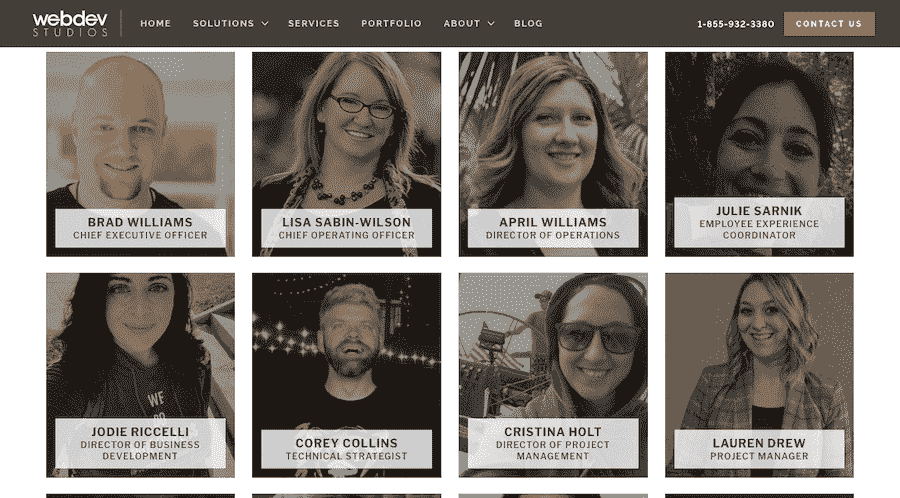 webdev
STUDIOS
HOME
SOLUTIONS
SERVICES
PORTFOLIO
ABOUT
BLOG
1-855-932-3380
CONTACT US
BRAD WILLIAMS
CHIEF EXECUTIVE OFFICER
LISA SABIN-WILSON
CHIEF OPERATING OFFICER
APRIL WILLIAMS
DIRECTOR OF OPERATIONS
JULIE SARNIK
EMPLOYEE EXPERIENCE
COORDINATOR
WE
JODIE RICCELLI
DIRECTOR OF BUSINESS
DEVELOPMENT
COREY COLLINS
TECHNICAL STRATEGIST
CRISTINA HOLT
DIRECTOR OF PROJECT
MANAGEMENT
LAUREN DREW
PROJECT MANAGER